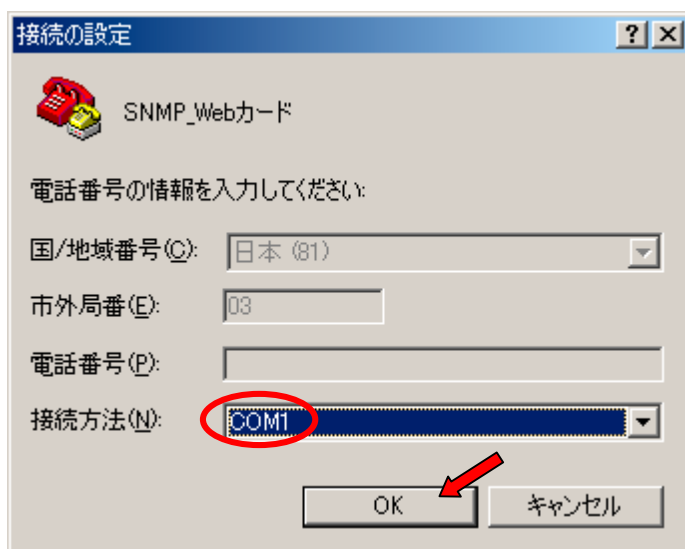 接続の設定
SNMP_Webカード
電話番号の情報を入力してください:
国/地域番号(C): 日本 (81)
市外局番(E): 03
電話番号(P):
接続方法(N): COM1
OK キャンセル